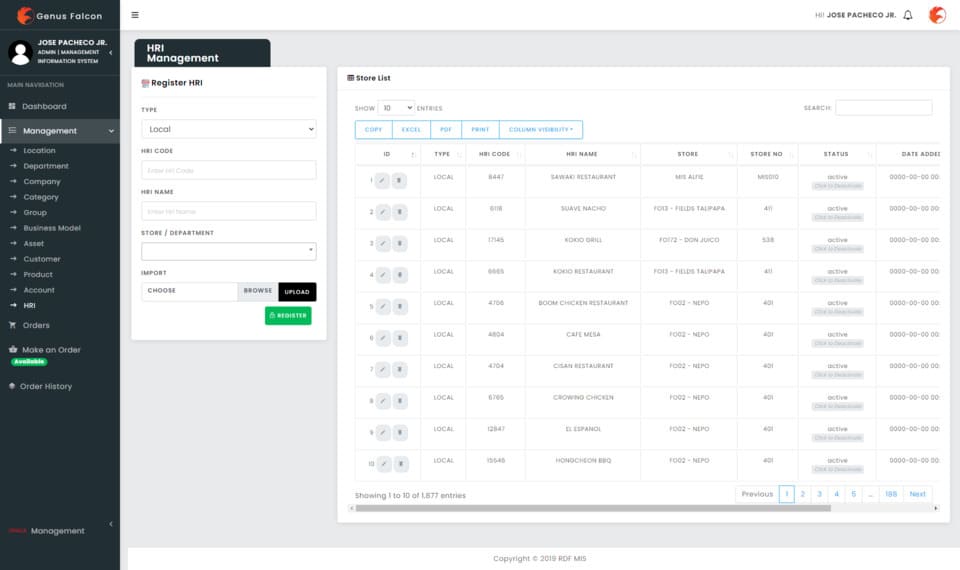 Genus Falcon
Hi! JOSE PACHECO JR.
JOSE PACHECO JR.
ADMIN | MANAGEMENT
INFORMATION SYSTEM
MAIN NAVIGATION
Dashboard
Management
Location
Department
Company
Category
Group
Business Model
Asset
Customer
Product
Account
HRI
Orders
Make an Order
Available
Order History
Management
HRI
Management
Register HRI
TYPE
Local
HRI CODE
Enter Hri Code
HRI NAME
Enter Hri Name
STORE / DEPARTMENT
IMPORT
CHOOSE BROWSE UPLOAD
REGISTER
Store List
SHOW 10 ENTRIES SEARCH:
COPY EXCEL PDF PRINT COLUMN VISIBILITY
ID TYPE HRI CODE HRI NAME STORE STORE NO STATUS DATE ADDED
1 LOCAL 8447 SAWAKI RESTAURANT MIS ALFIE MIS010 active 0000-00-00 00:
Click to Deactivate
2 LOCAL 6118 SUAVE NACHO FO13 - FIELDS TALIPAPA 411 active 0000-00-00 00:
Click to Deactivate
3 LOCAL 17145 KOKIO GRILL FO172 - DON JUICO 538 active 0000-00-00 00:
Click to Deactivate
4 LOCAL 6665 KOKIO RESTAURANT FO13 - FIELDS TALIPAPA 411 active 0000-00-00 00:
Click to Deactivate
5 LOCAL 4706 BOOM CHICKEN RESTAURANT FO02 - NEPO 401 active 0000-00-00 00:
Click to Deactivate
6 LOCAL 4804 CAFE MESA FO02 - NEPO 401 active 0000-00-00 00:
Click to Deactivate
7 LOCAL 4704 CISAN RESTAURANT FO02 - NEPO 401 active 0000-00-00 00:
Click to Deactivate
8 LOCAL 5765 CROWING CHICKEN FO02 - NEPO 401 active 0000-00-00 00:
Click to Deactivate
9 LOCAL 12847 EL ESPANOL FO02 - NEPO 401 active 0000-00-00 00:
Click to Deactivate
10 LOCAL 15546 HONGCHEON BBQ FO02 - NEPO 401 active 0000-00-00 00:
Click to Deactivate
Showing 1 to 10 of 1,877 entries
Previous 1 2 3 4 5 ... 188 Next
Copyright © 2019 RDF MIS